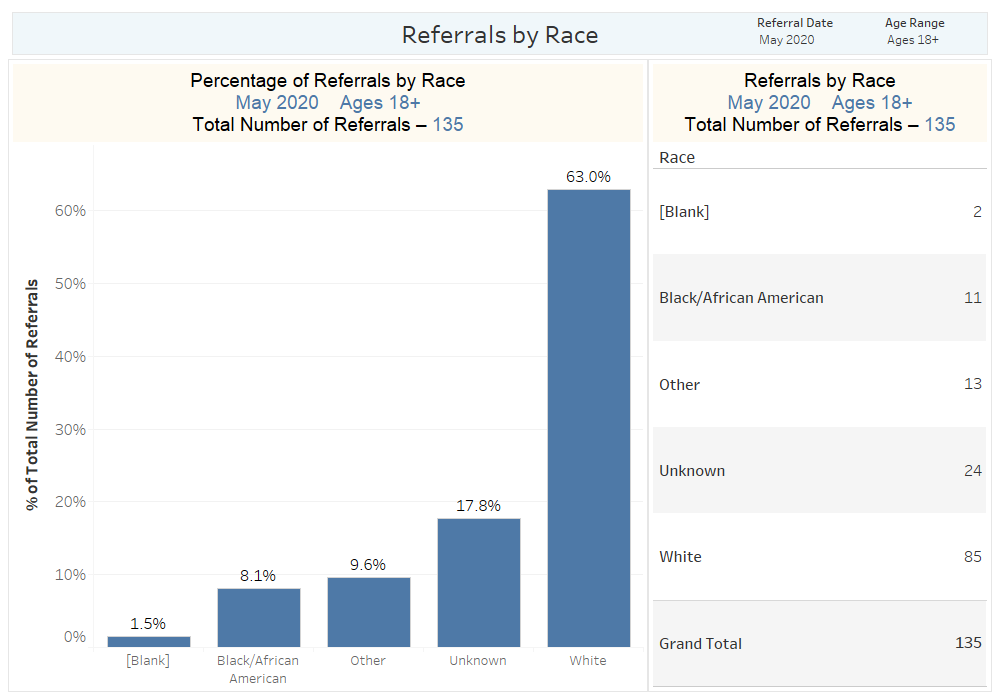 Referrals by Race
Referral Date
May 2020
Age Range
Ages 18+
Percentage of Referrals by Race
May 2020 Ages 18+
Total Number of Referrals – 135
% of Total Number of Referrals
60%
50%
40%
30%
20%
10%
0%
1.5%
8.1%
9.6%
17.8%
63.0%
[Blank]
Black/African
American
Other
Unknown
White
Referrals by Race
May 2020 Ages 18+
Total Number of Referrals – 135
Race
[Blank] 2
Black/African American 11
Other 13
Unknown 24
White 85
Grand Total 135